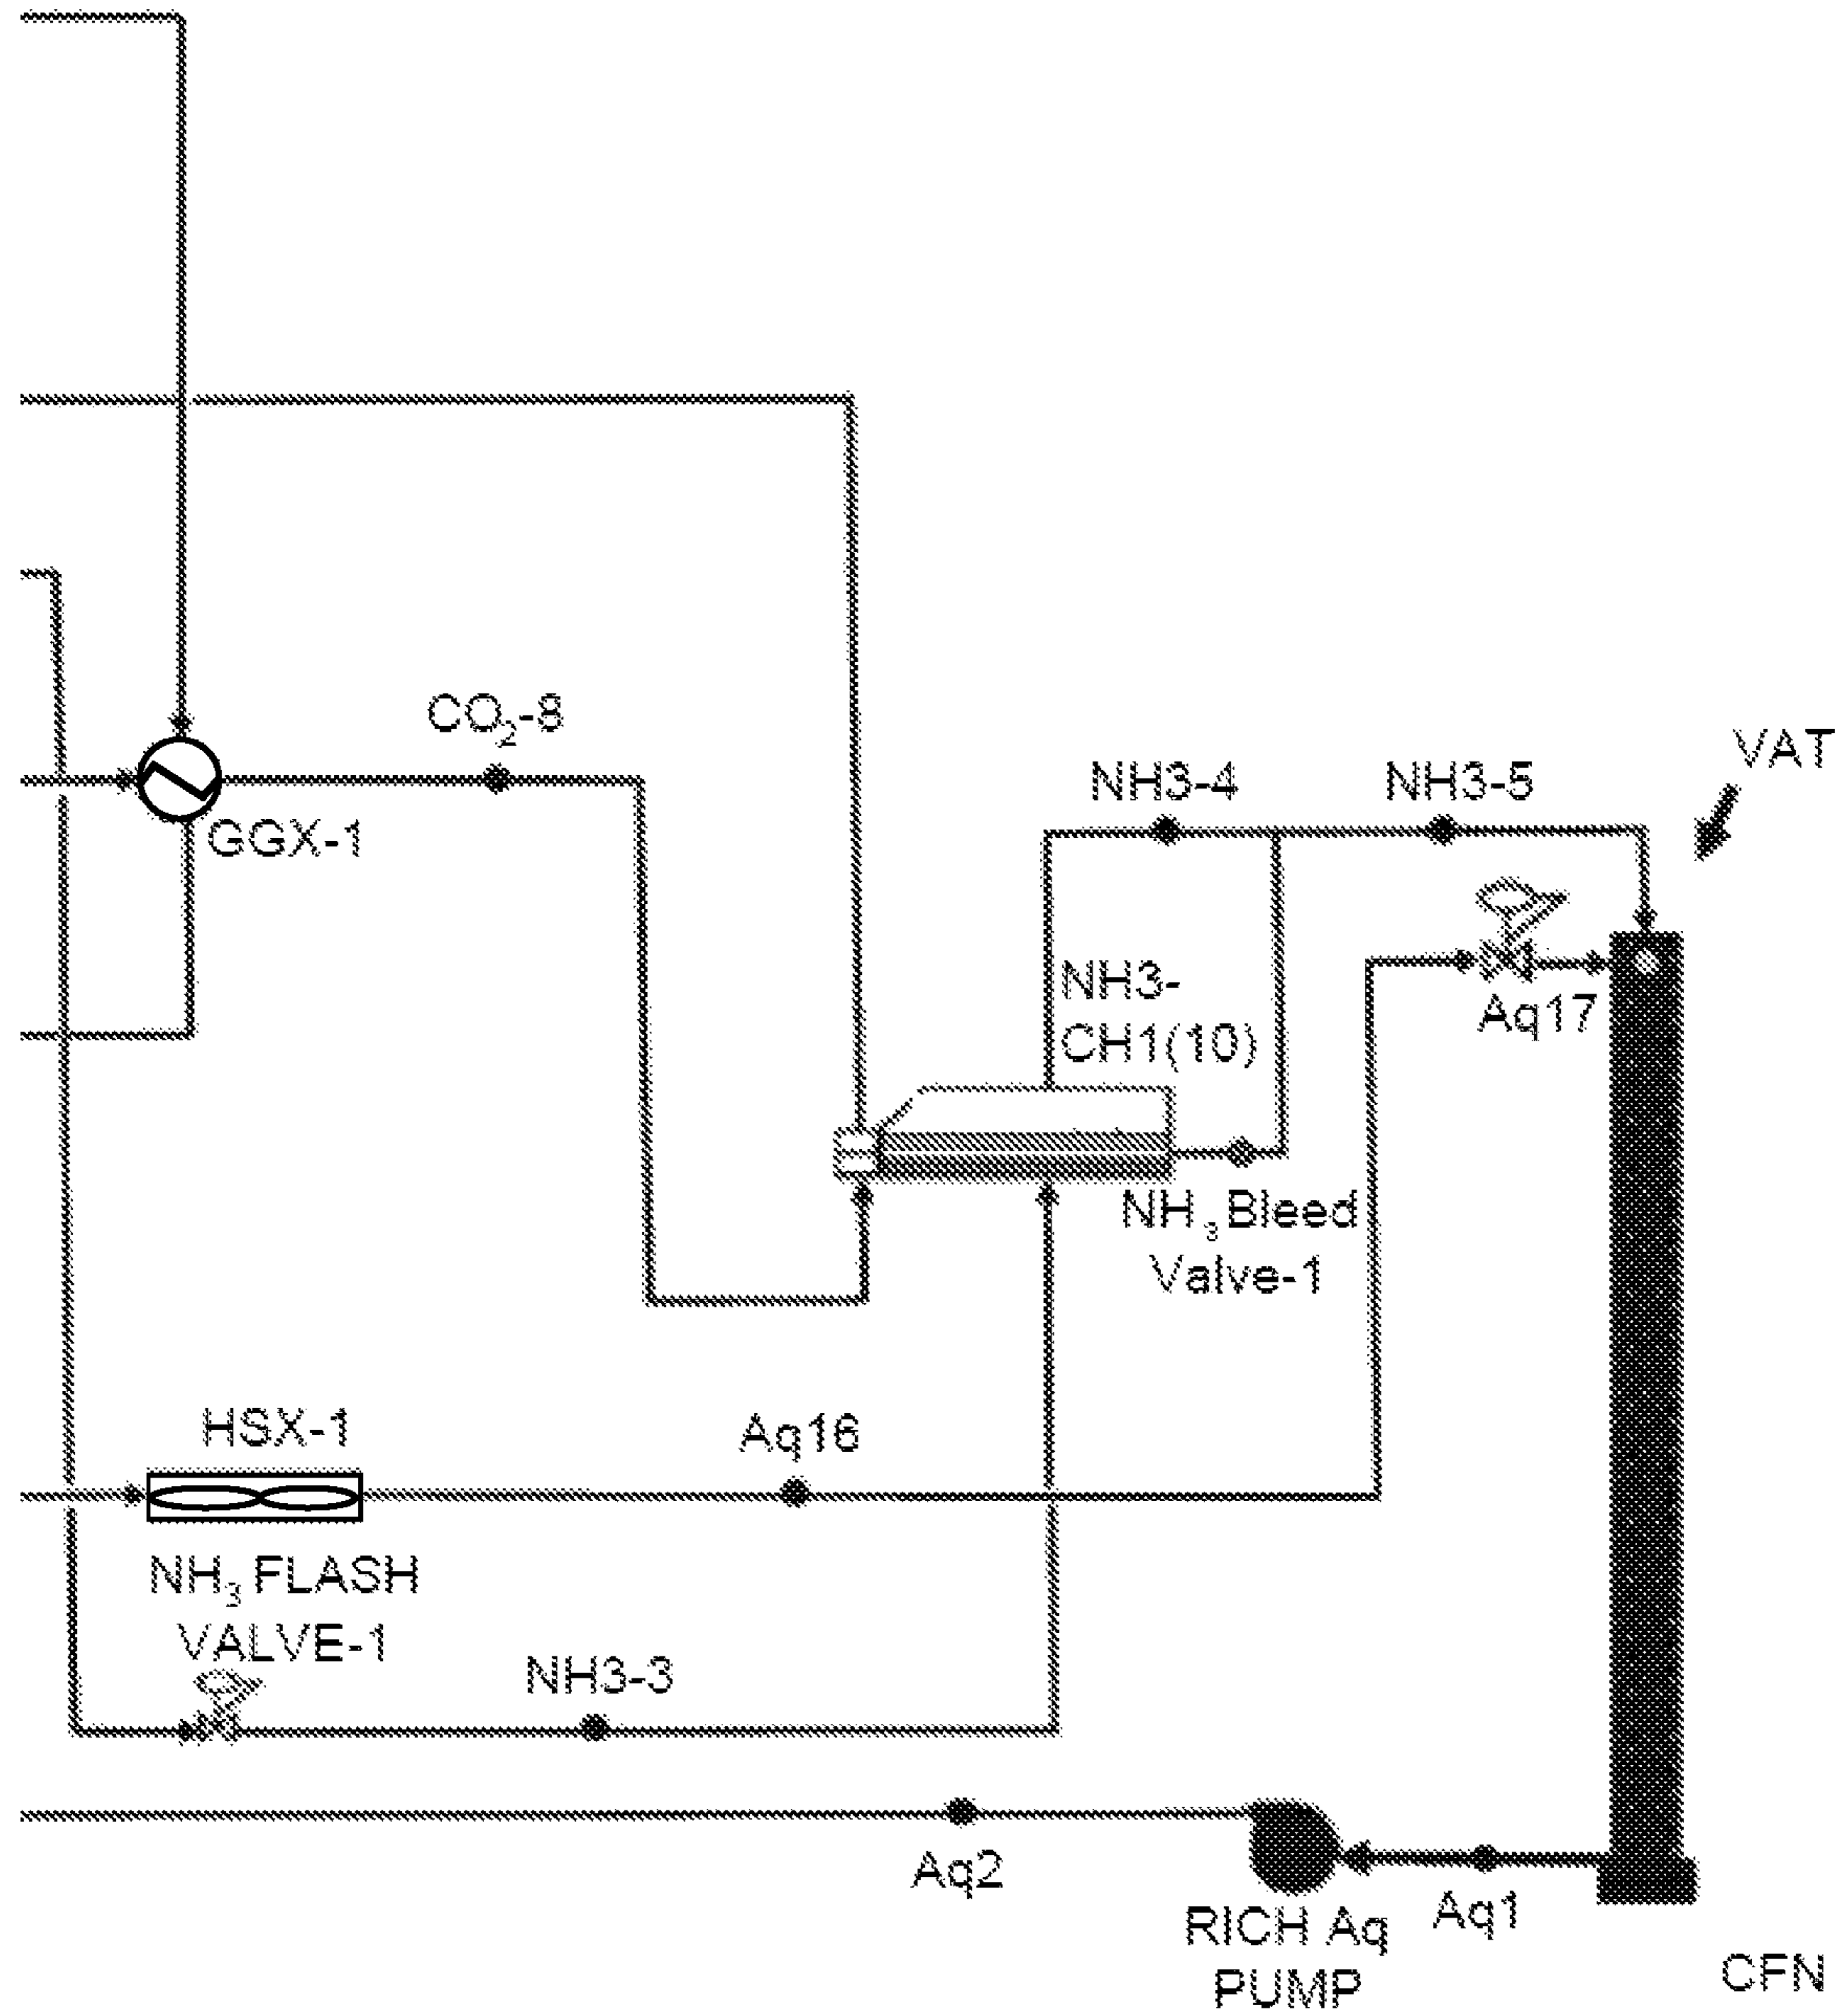 CO2-8
VAT
NH3-4
NH3-5
GGX-1
NH3-
CH1(10)
Aq17
NH3 Bleed
Valve-1
HSX-1
Aq16
NH3 FLASH
VALVE-1
NH3-3
Aq2
Aq1
RICH Aq
PUMP
CFN